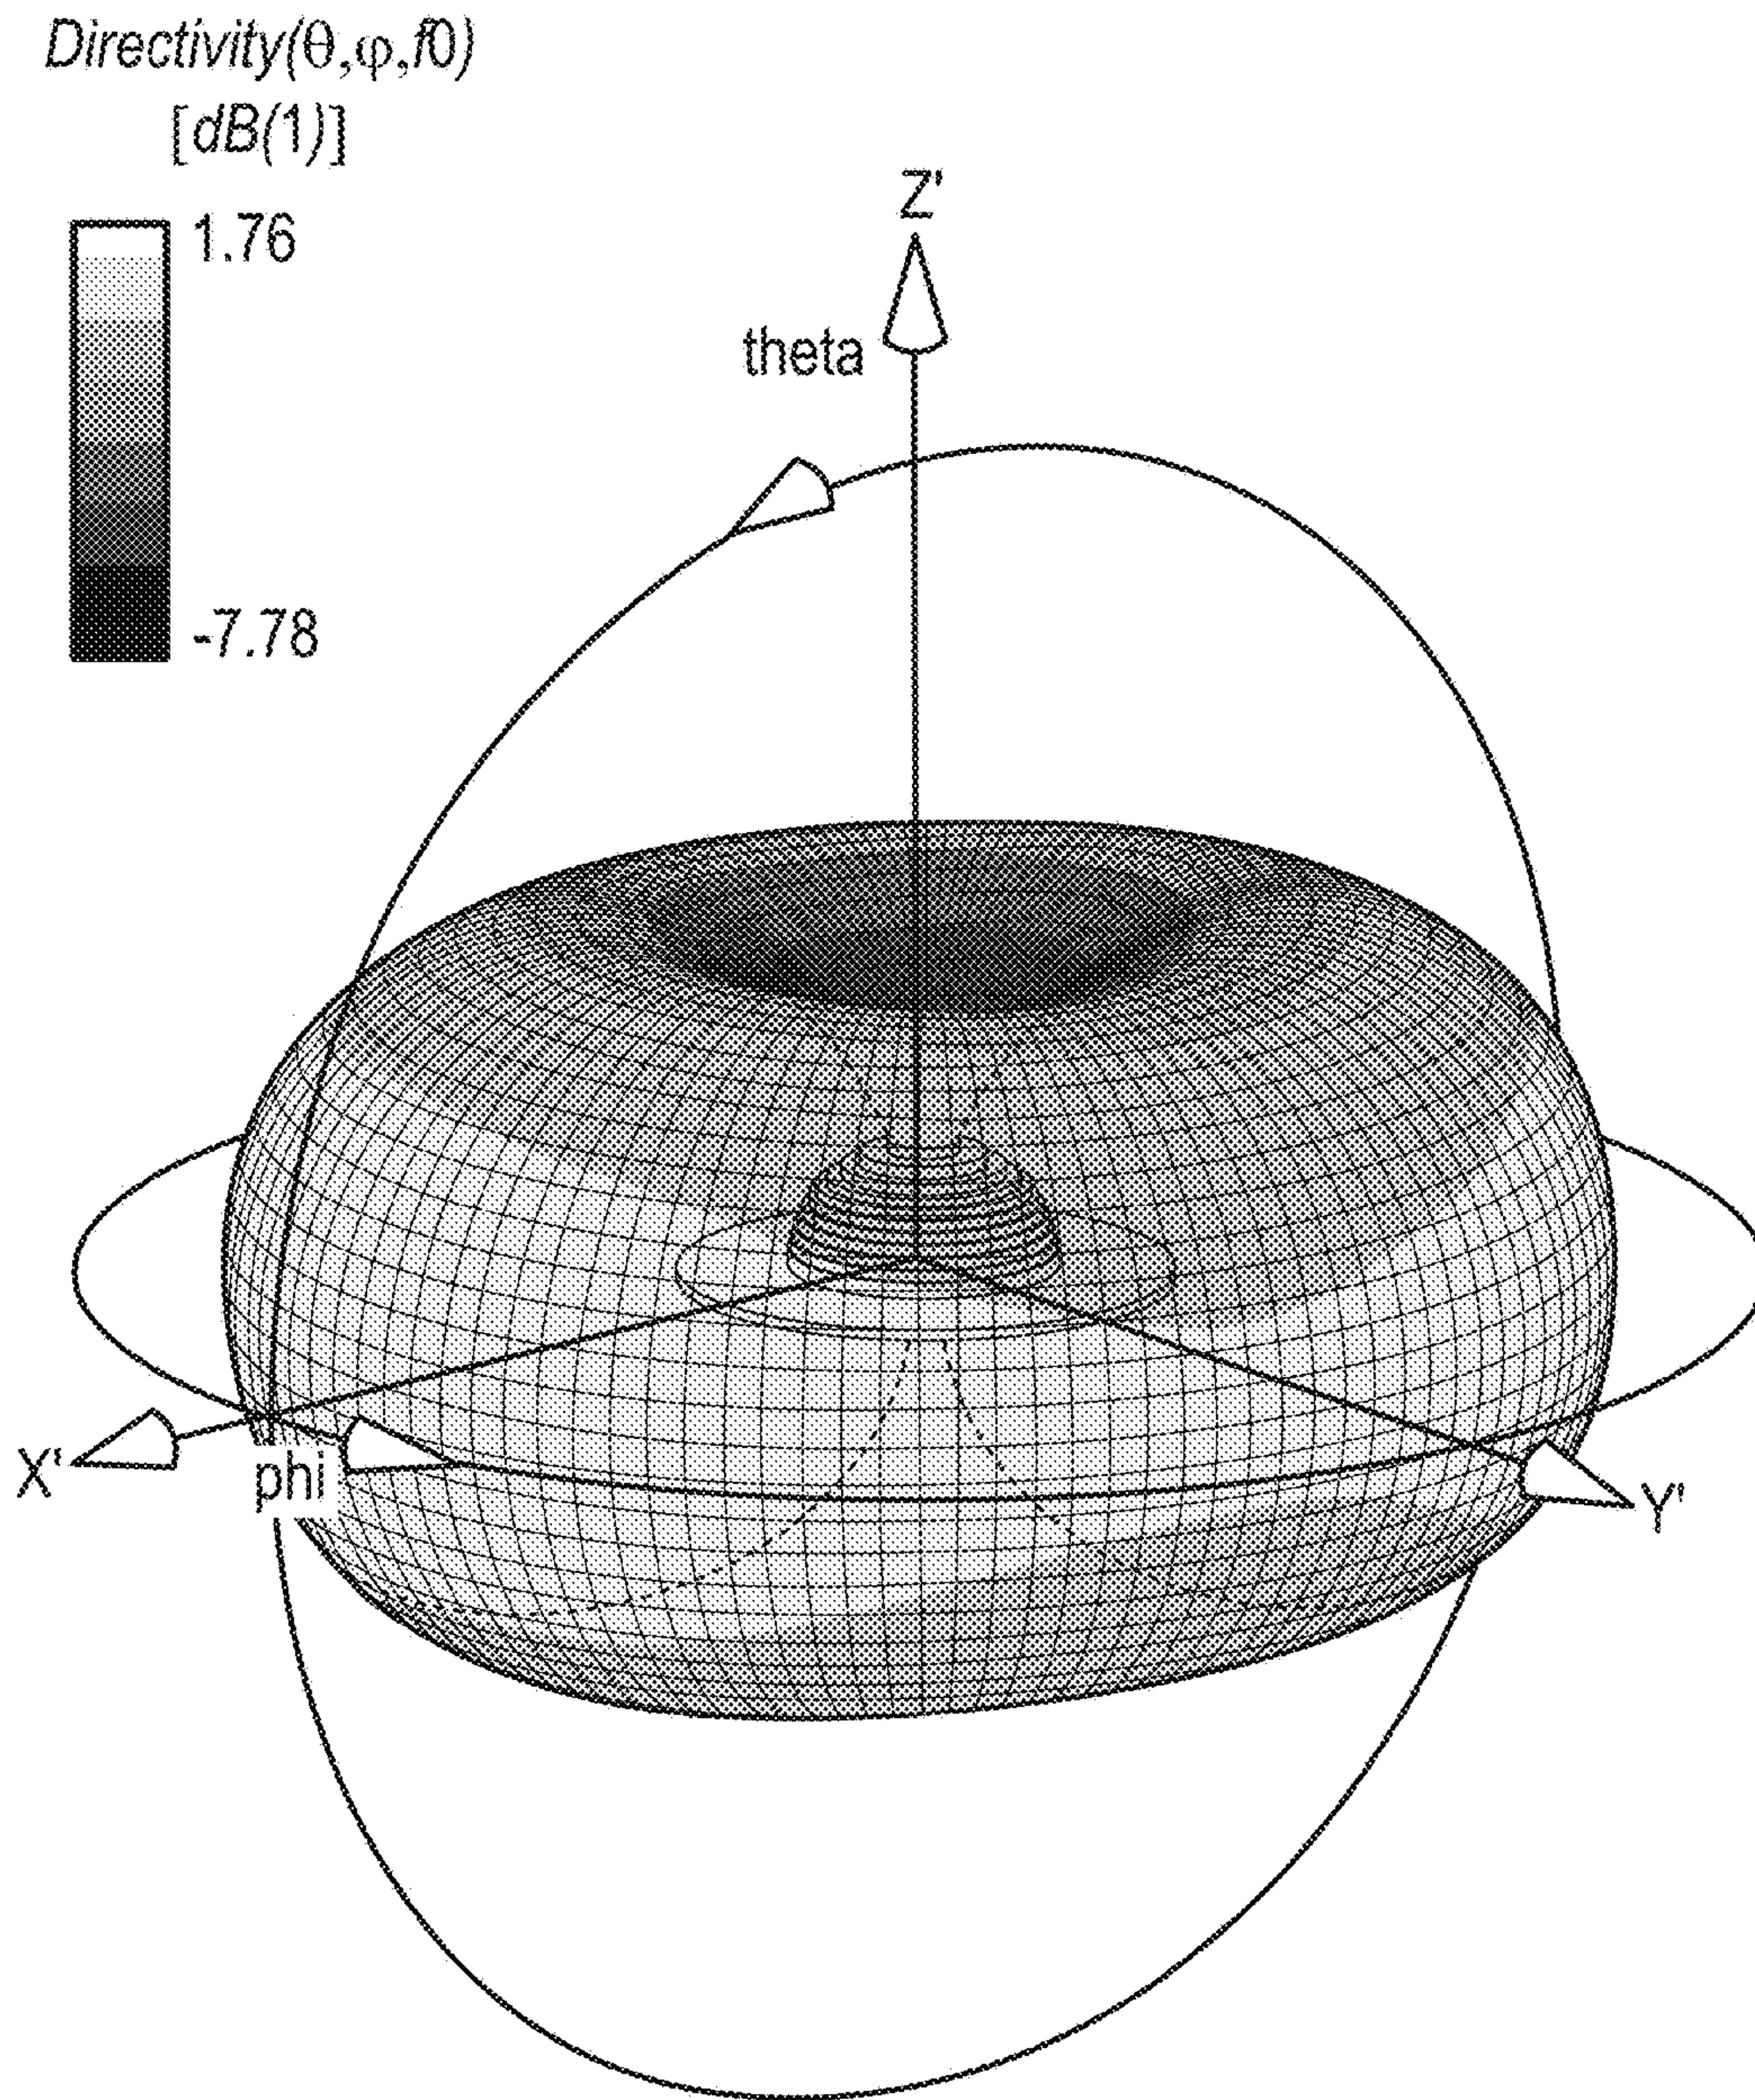 Directivity(θ,φ,f0)
[dB(1)]
1.76
-7.78
Z'
theta
X'
phi
Y'